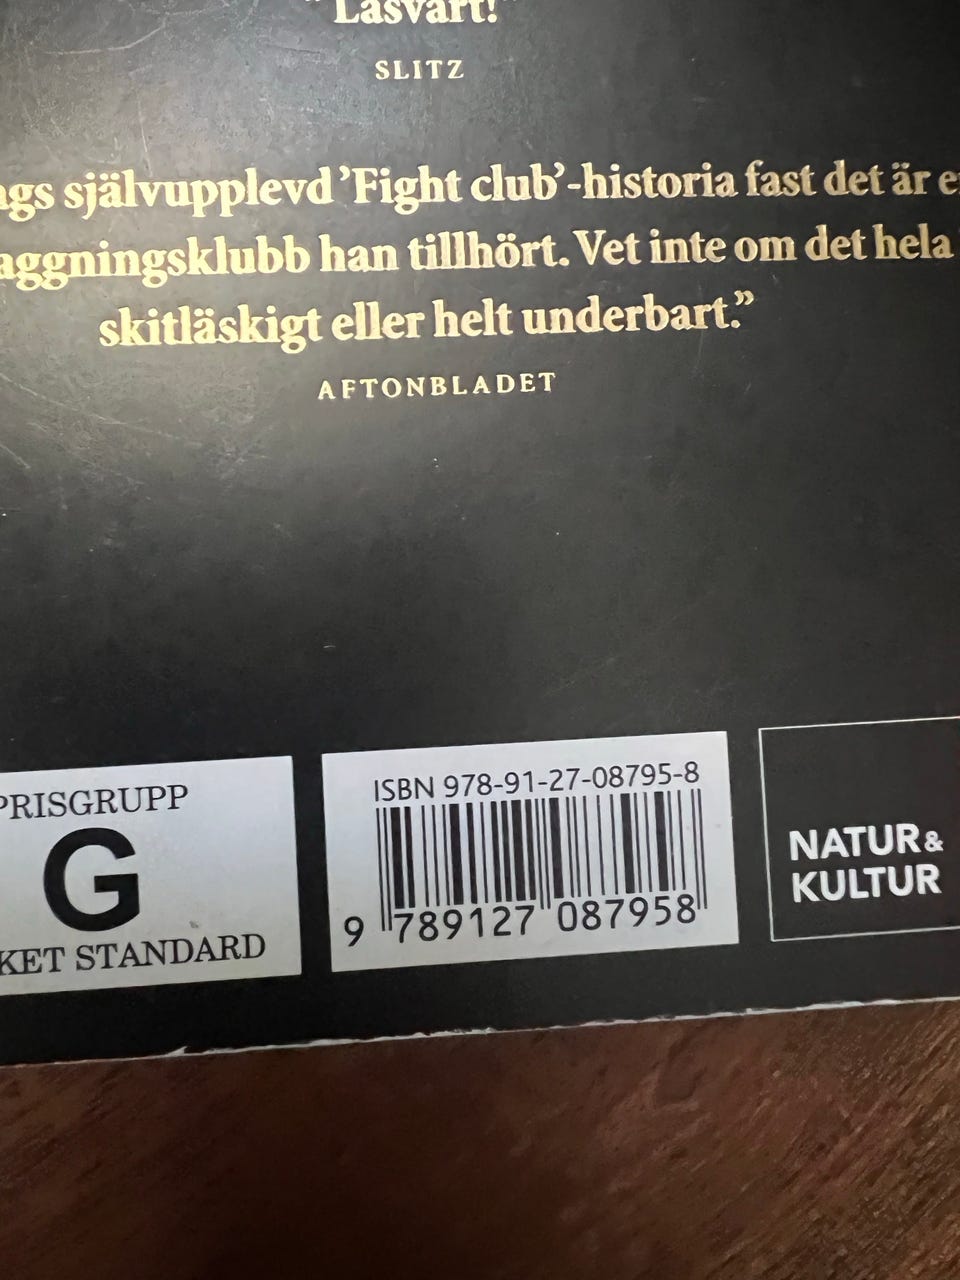 "Läsvärt!"
SLITZ
självupplevd 'Fight club'-historia fast det är
han tillhört. Vet inte om det hela
skitläskigt eller helt underbart."
AFTONBLADET
PRISGRUPP
G
STANDARD
ISBN 978-91-27-08795-8
9 789127 087958
NATUR&
KULTUR